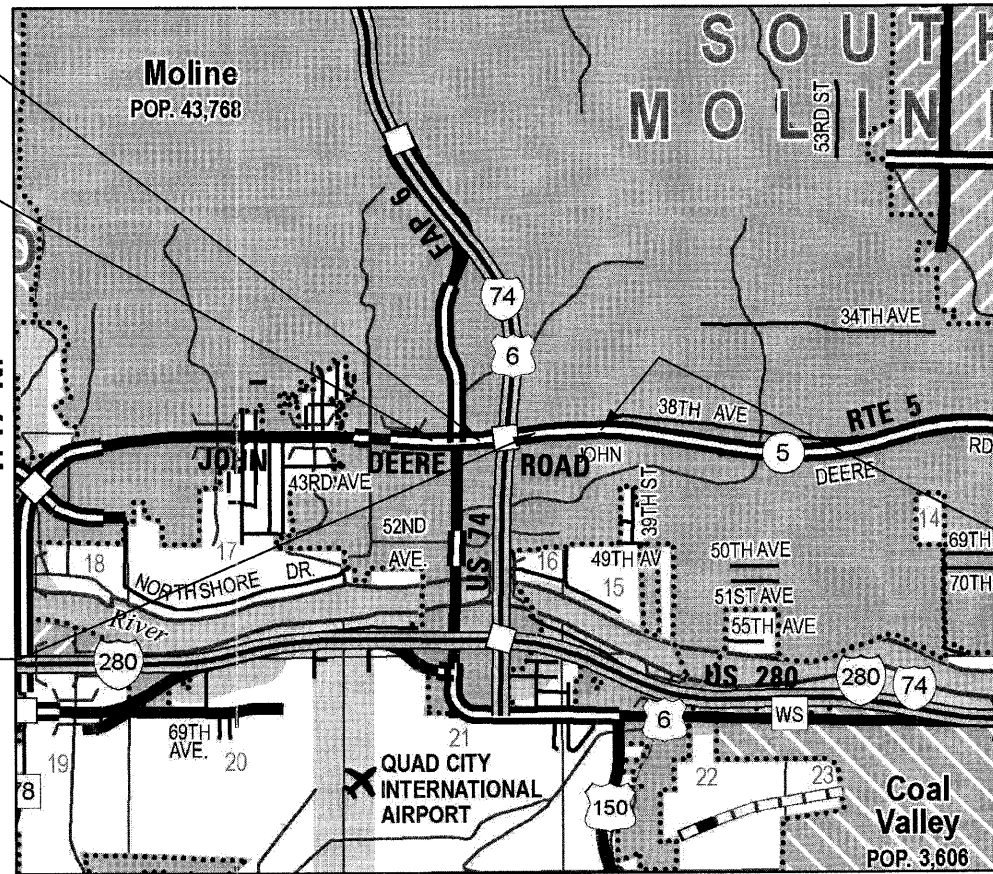 SOUTH
Moline
POP. 43,768
MOLIN
53RD ST
FAP 6
74
34TH AVE
6
38TH AVE
RTE 5
JOHN DEERE ROAD
JOHN
5
DEERE
RD
43RD AVE
39TH ST
14
52ND
AVE.
17
18
US 74
16
49TH AV
15
50TH AVE
69TH
NORTHSHORE DR.
51ST AVE
70TH
River
55TH AVE
280
US 280
280
74
6
WS
69TH
AVE.
19
20
21
22
23
78
QUAD CITY
INTERNATIONAL
AIRPORT
150
Coal
Valley
POP. 3,606